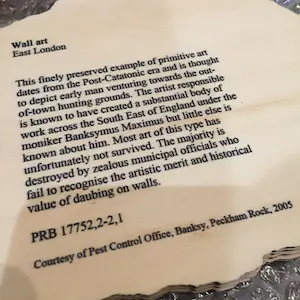 Wall art
East London
This finely preserved example of primitive art
dates from the Post-Catatonic era and is thought
to depict early man venturing towards the out-
of-town hunting grounds. The artist responsible
is known to have created a substantial body of
work across the South East of England under the
moniker Banksymus Maximus but little else is
known about him. Most art of this type has
unfortunately not survived. The majority is
destroyed by zealous municipal officials who
fail to recognise the artistic merit and historical
value of daubing on walls.
PRB 17752,2-2,1
Courtesy of Pest Control Office, Banksy, Peckham Rock, 2005